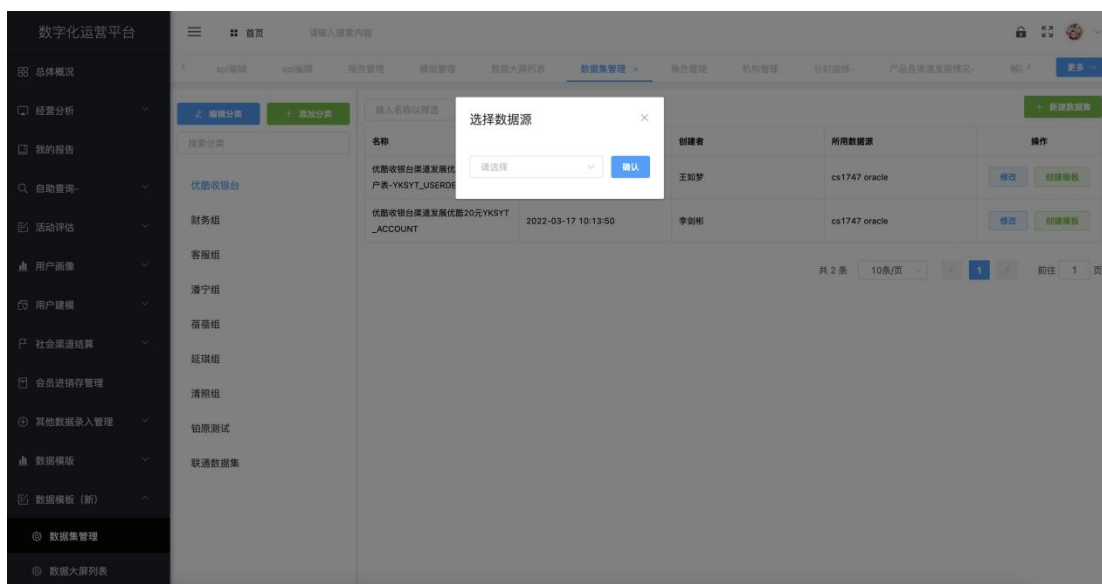 数字化运营平台
首页
请输入搜索内容
总体概况
经营分析
我的报告
自助查询-
活动评估
用户画像
用户建模
社会渠道结算
会员进销存管理
其他数据录入管理
数据模版
数据模板（新）
数据集管理
数据大屏列表
api编辑
api编辑
报告管理
模版管理
数据大屏列表
数据集管理 ×
角色管理
机构管理
分时曲线-
产品各渠道发展情况-
更多
编辑分类
+ 添加分类
搜索分类
优酷收银台
财务组
客服组
潘宁组
蓓蓓组
延琪组
清照组
铂原测试
联通数据集
输入名称以筛选
+ 新建数据集
名称
创建者
所用数据源
操作
优酷收银台渠道发展优
户表-YKSYT_USERDE
王如梦
cs1747 oracle
修改
创建模板
优酷收银台渠道发展优酷20元YKSYT
_ACCOUNT
2022-03-17 10:13:50
李剑彬
cs1747 oracle
修改
创建模板
共 2 条
10条/页
1
前往 1 页
选择数据源
×
请选择
确认